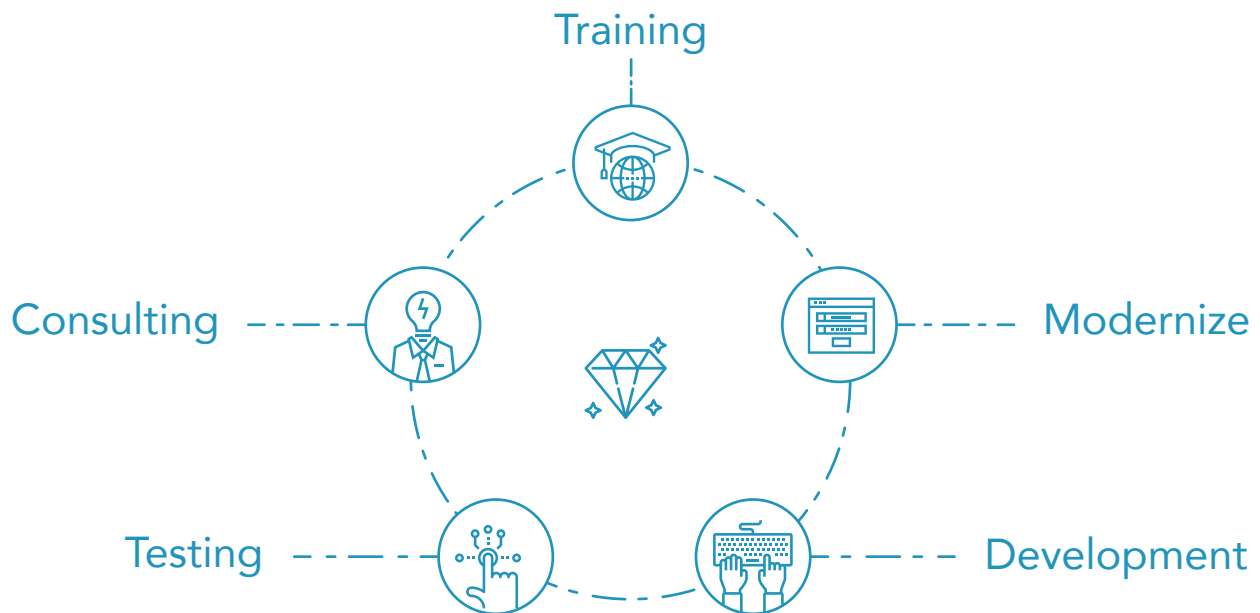 Training
Consulting
Modernize
Testing
Development